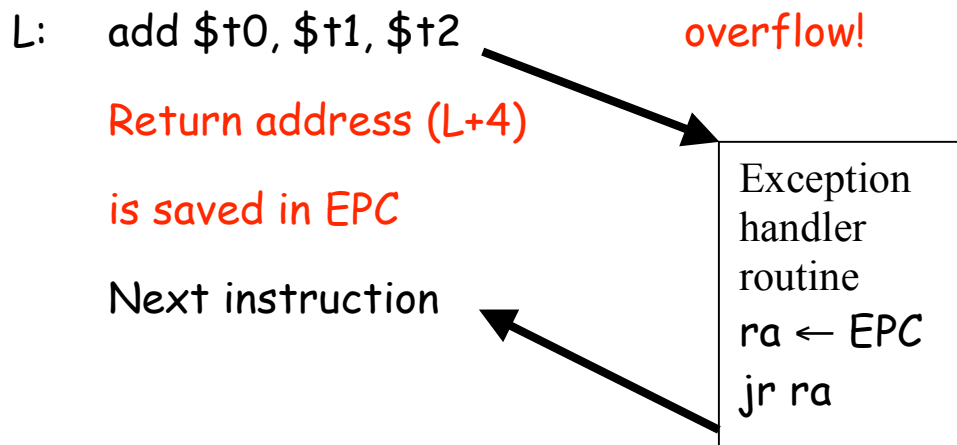 L: add $t0, $t1, $t2 overflow!
Return address (L+4)
is saved in EPC
Next instruction
Exception
handler
routine
ra ← EPC
jr ra